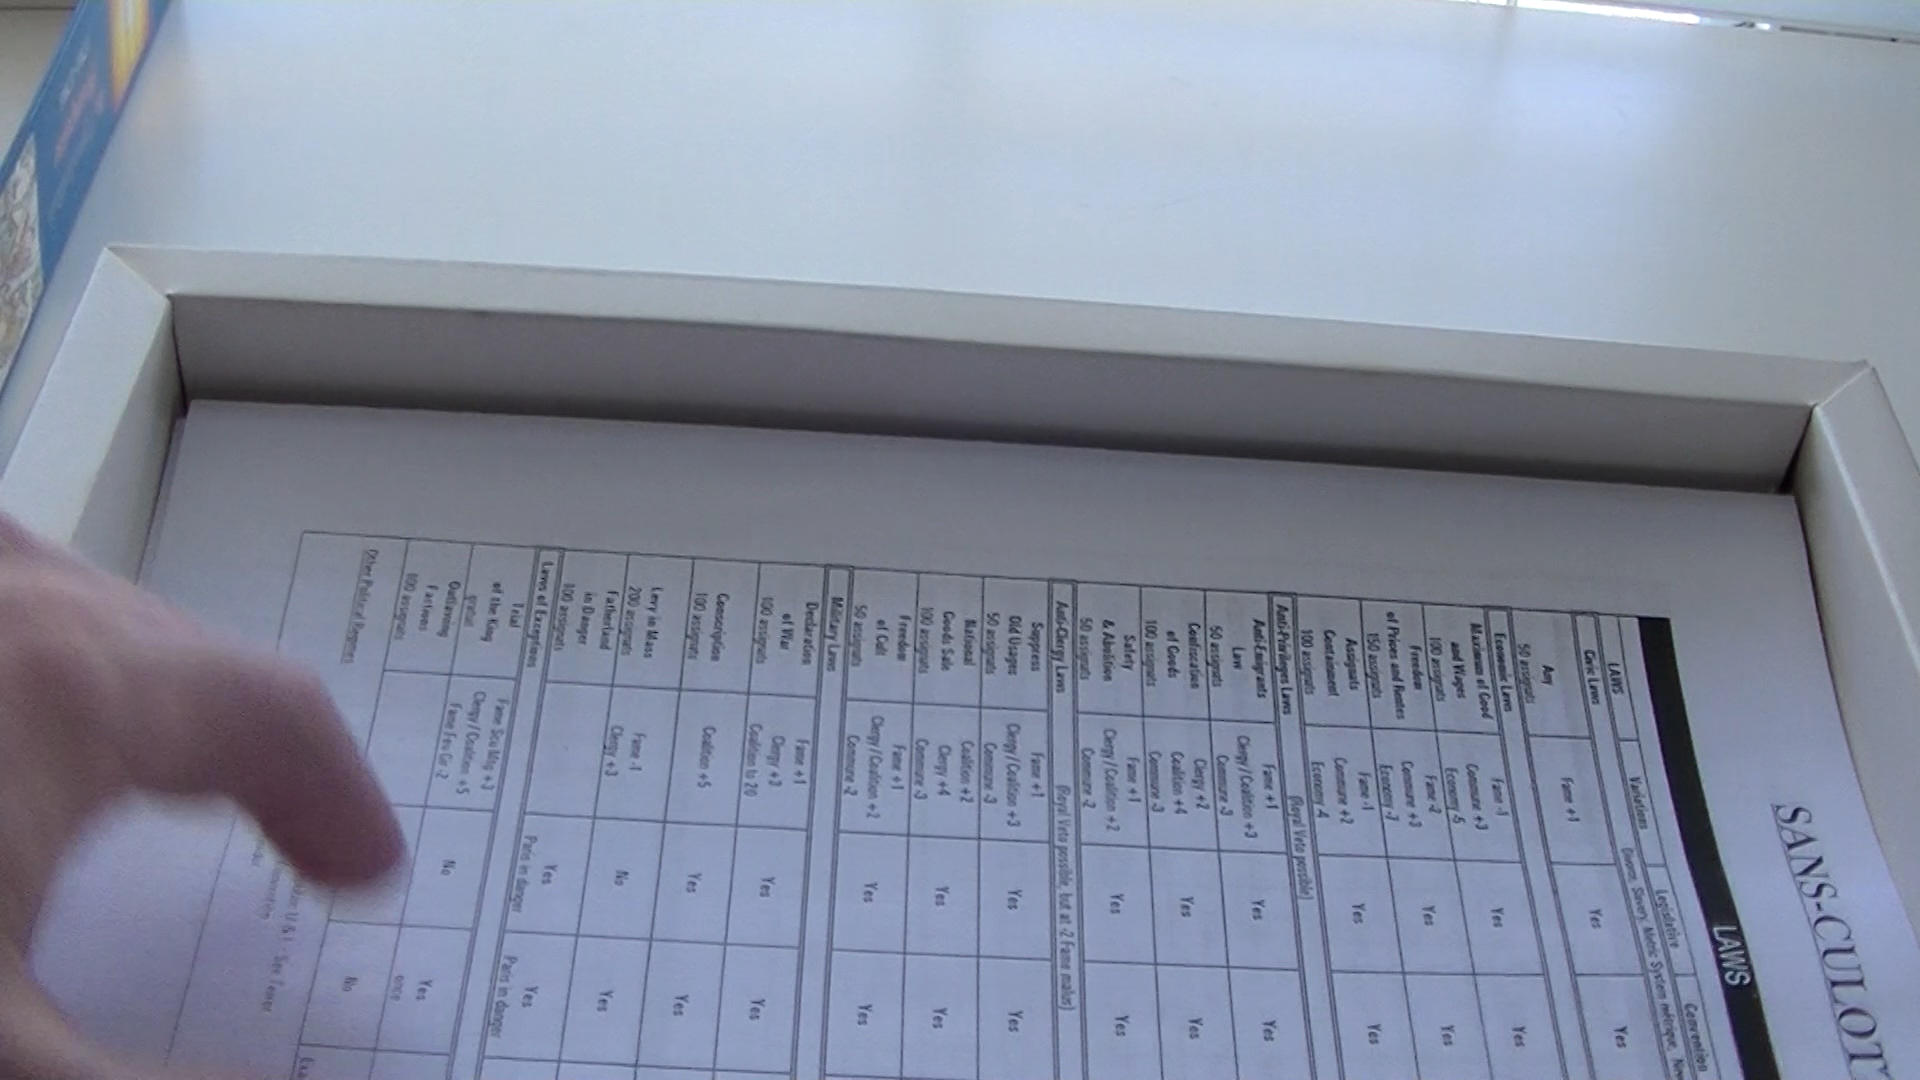 SANS-CULOT
LAWS
LAWS
Variations
Legislative
Convention
Civic Laws
Divorce, Slavery, Metric System
Any
50 assignats
Fame +1
Yes
Yes
Economic Laws
Maximum of Good
and Wages
100 assignats
Fame -1
Commune +3
Economy -5
Yes
Yes
Freedom
of Prices and Rentes
150 assignats
Fame -2
Commune +3
Economy -7
Yes
Yes
Assignats
Containment
100 assignats
Fame -1
Commune +2
Economy -4
Yes
Yes
Anti-Privileges Laws
(Royal Veto possible)
Anti-Emigrants
Law
50 assignats
Fame +1
Clergy/Coalition +3
Commune -3
Yes
Yes
Confiscation
of Goods
100 assignats
Clergy +2
Coalition +4
Commune -3
Yes
Yes
Safety
& Abolition
50 assignats
Fame +1
Clergy/Coalition +2
Commune -2
Yes
Yes
Anti-Clergy Laws
(Royal Veto possible, but at -2 Fame malus)
Suppress
Old Usages
50 assignats
Fame +1
Clergy/Coalition +3
Commune -3
Yes
Yes
National
Goods Sale
100 assignats
Coalition +2
Clergy +4
Commune -3
Yes
Yes
Freedom
of Cult
50 assignats
Fame +1
Clergy/Coalition +2
Commune -2
Yes
Yes
Military Laws
Declaration
of War
100 assignats
Fame +1
Clergy +3
Coalition to 20
Yes
Yes
Conscription
100 assignats
Coalition +5
Yes
Yes
Levy in Mass
200 assignats
Fame -1
Clergy +3
No
Yes
Fatherland
in Danger
100 assignats
Yes
Paris in danger
Yes
Paris in danger
Laws of Exceptions
Trial
of the King
gratuit
Clergy/Coalition +5
No
Yes
once
Outlawing
Factions
100 assignats
No
Other Political Regimes